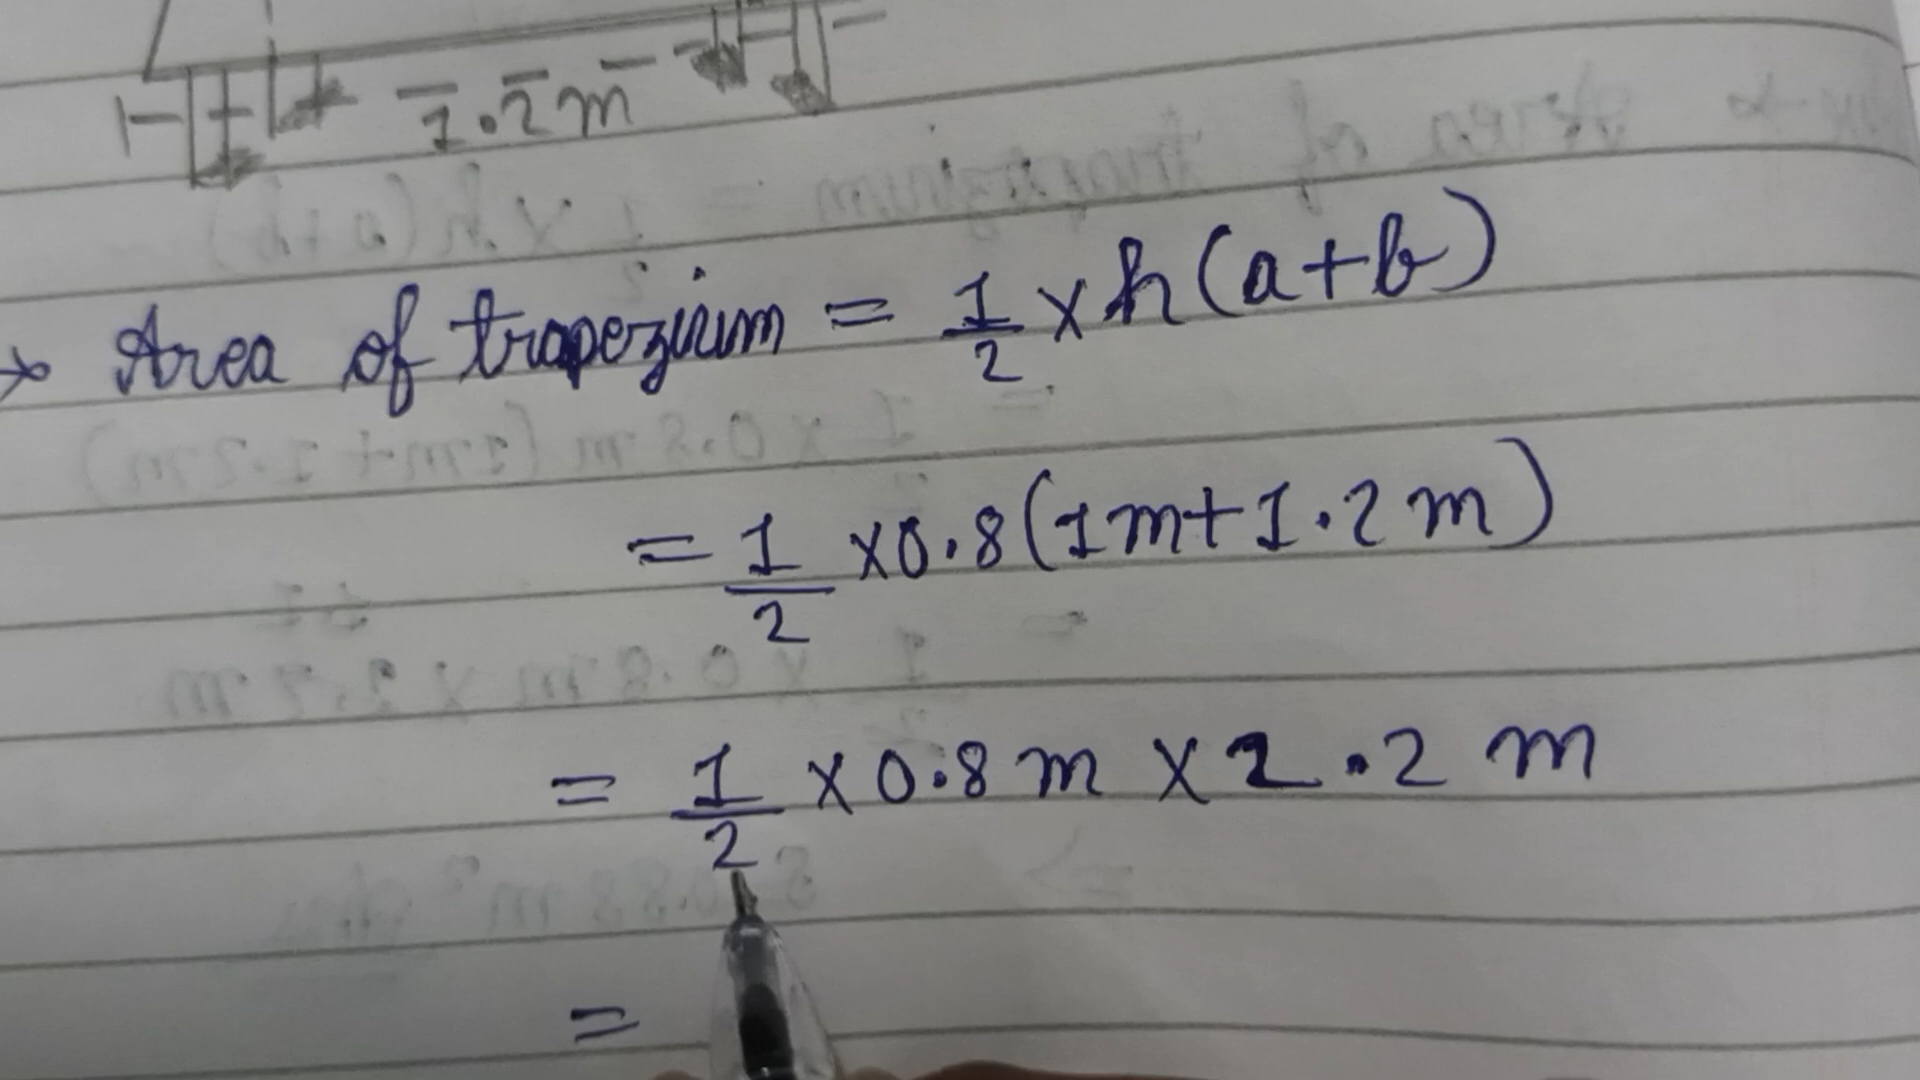 1.2m
Area of trapezium = 1/2 × h(a+b)
= 1/2 × 0.8(1m+1.2m)
= 1/2 × 0.8 m × 2.2 m
=